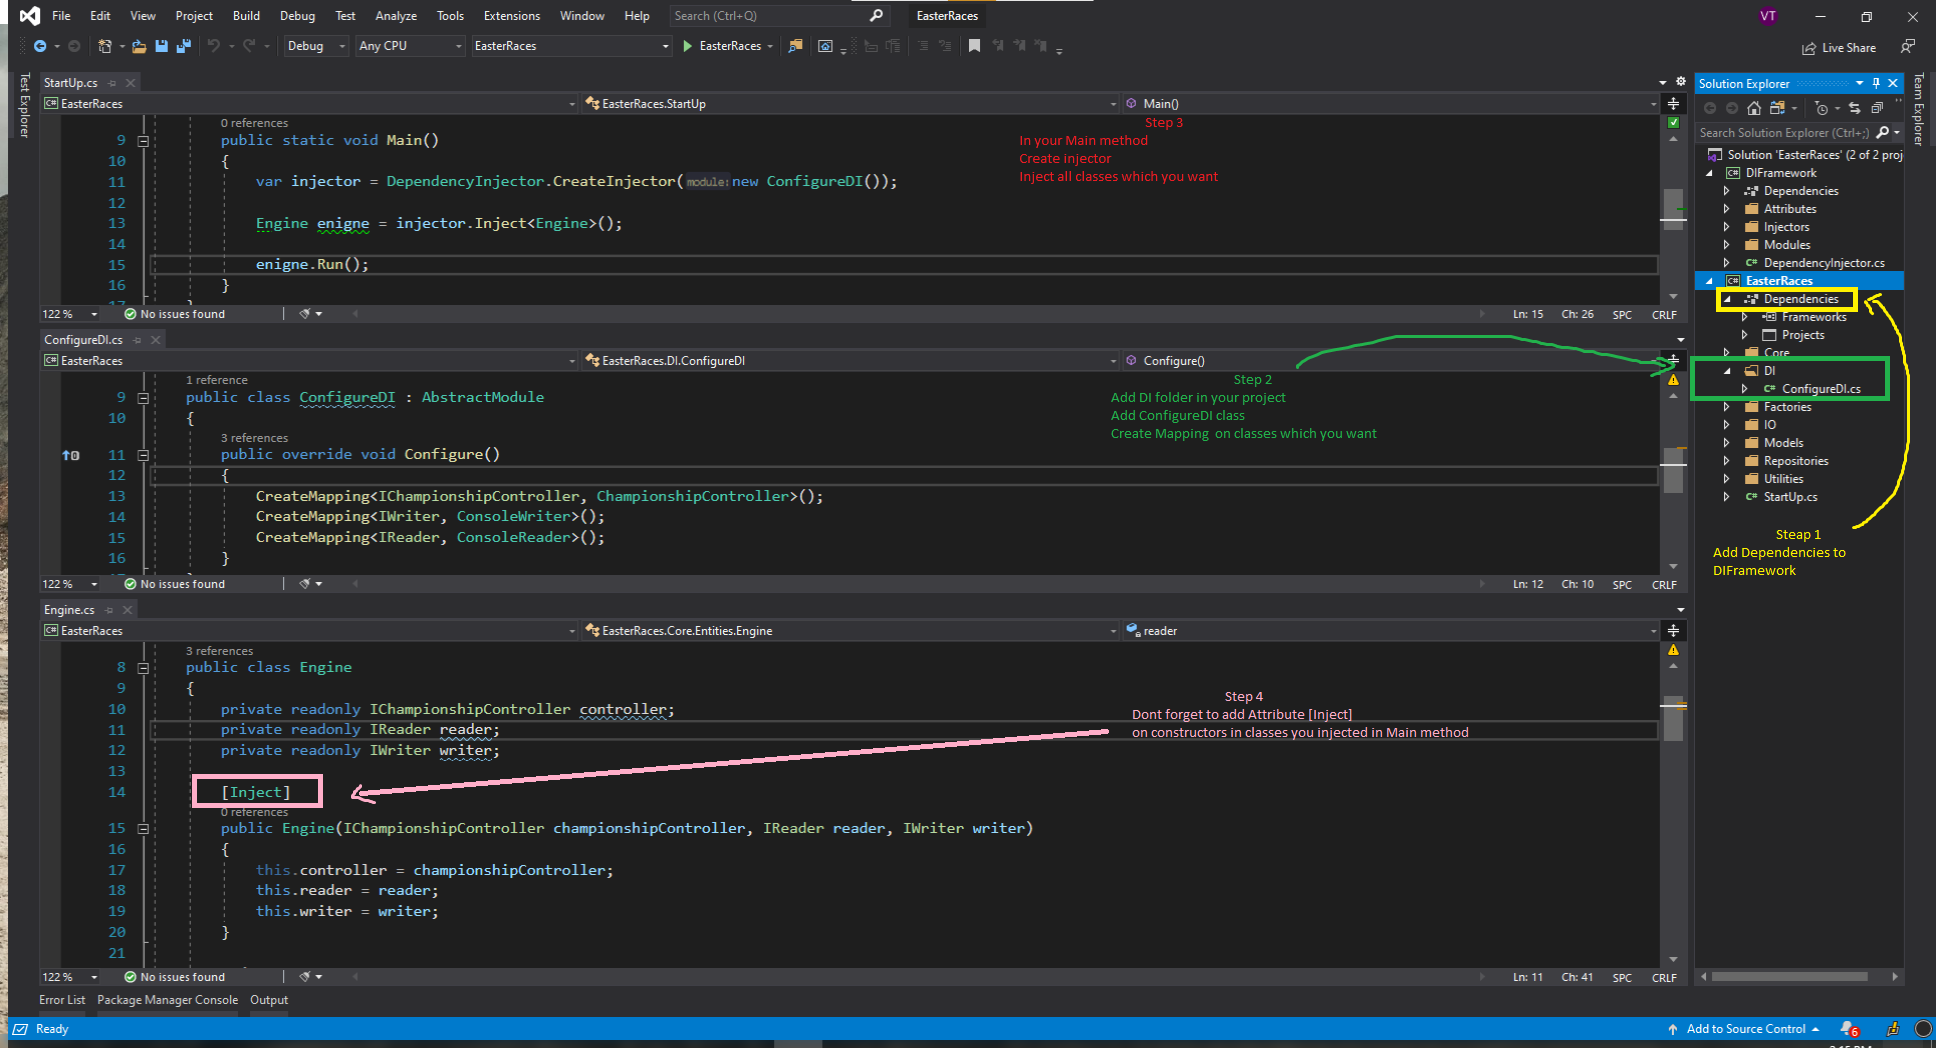 File Edit View Project Build Debug Test Analyze Tools Extensions Window Help Search (Ctrl+Q) EasterRaces VT
Debug Any CPU EasterRaces EasterRaces Live Share
Test Explorer
StartUp.cs
EasterRaces EasterRaces.StartUp Main()
0 references
9 public static void Main()
10 {
11 var injector = DependencyInjector.CreateInjector(module:new ConfigureDI());
12
13 Engine enigne = injector.Inject<Engine>();
14
15 enigne.Run();
16 }
17 }
Step 3
In your Main method
Create injector
Inject all classes which you want
122 % No issues found Ln: 15 Ch: 26 SPC CRLF
ConfigureDI.cs
EasterRaces EasterRaces.DI.ConfigureDI Configure()
1 reference
9 public class ConfigureDI : AbstractModule
10 {
3 references
11 public override void Configure()
12 {
13 CreateMapping<IChampionshipController, ChampionshipController>();
14 CreateMapping<IWriter, ConsoleWriter>();
15 CreateMapping<IReader, ConsoleReader>();
16 }
Step 2
Add DI folder in your project
Add ConfigureDI class
Create Mapping on classes which you want
122 % No issues found Ln: 12 Ch: 10 SPC CRLF
Engine.cs
EasterRaces EasterRaces.Core.Entities.Engine reader
3 references
8 public class Engine
9 {
10 private readonly IChampionshipController controller;
11 private readonly IReader reader;
12 private readonly IWriter writer;
13
14 [Inject]
0 references
15 public Engine(IChampionshipController championshipController, IReader reader, IWriter writer)
16 {
17 this.controller = championshipController;
18 this.reader = reader;
19 this.writer = writer;
20 }
21
Step 4
Dont forget to add Attribute [Inject]
on constructors in classes you injected in Main method
122 % No issues found Ln: 11 Ch: 41 SPC CRLF
Error List Package Manager Console Output
Solution Explorer
Search Solution Explorer (Ctrl+;)
Solution 'EasterRaces' (2 of 2 proj
DIFramework
Dependencies
Attributes
Injectors
Modules
DependencyInjector.cs
EasterRaces
Dependencies
Frameworks
Projects
Core
DI
ConfigureDI.cs
Factories
IO
Models
Repositories
Utilities
StartUp.cs
Steap 1
Add Dependencies to
DIFramework
Team Explorer
Ready Add to Source Control 6